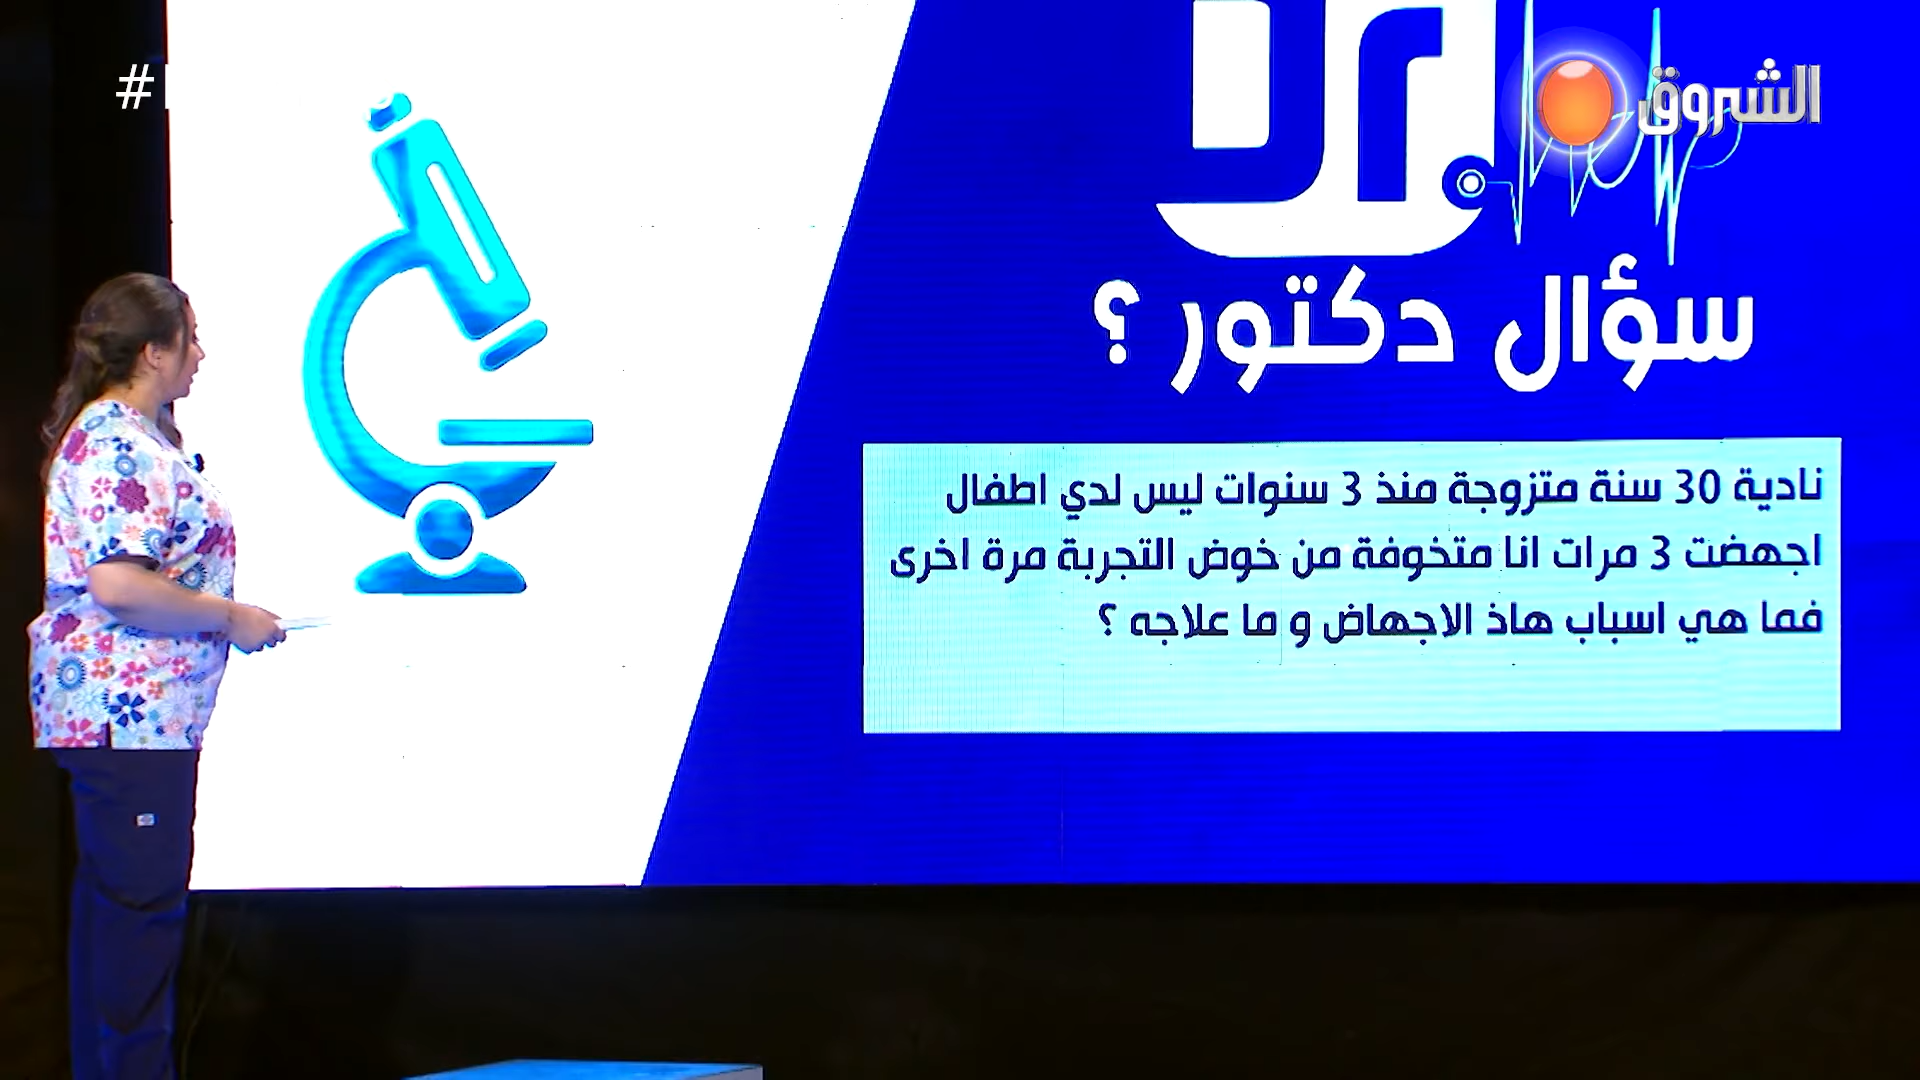 #
Dr.
الشروق
سؤال دكتور ؟
نادية 30 سنة متزوجة منذ 3 سنوات ليس لدي اطفال
اجهضت 3 مرات انا متخوفة من خوض التجربة مرة اخرى
فما هي اسباب هاذ الاجهاض و ما علاجه ؟